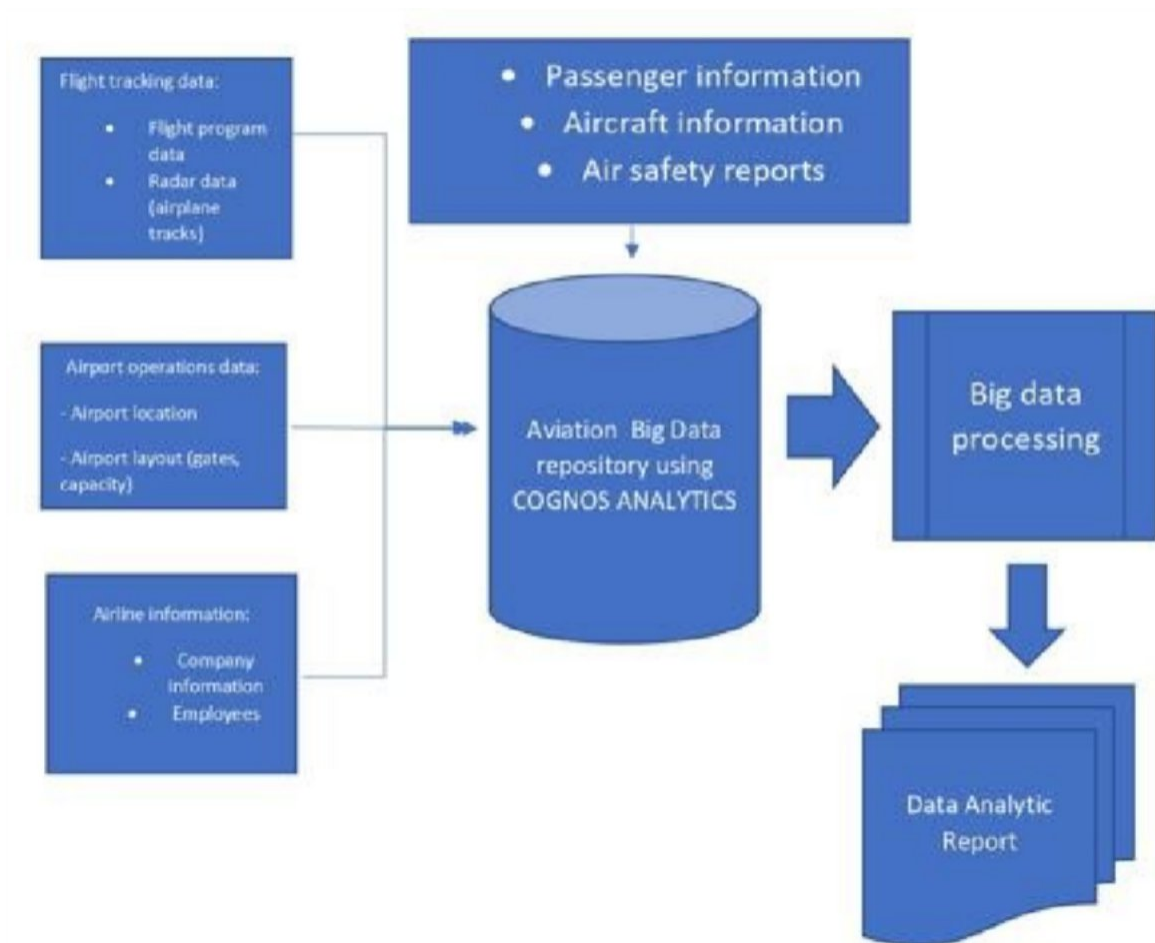 Flight tracking data:
• Flight program
data
• Radar data
(airplane
tracks)
• Passenger information
• Aircraft information
• Air safety reports
Airport operations data:
- Airport location
- Airport layout (gates,
capacity)
Airline information:
• Company
information
• Employees
Aviation Big Data
repository using
COGNOS ANALYTICS
Big data
processing
Data Analytic
Report